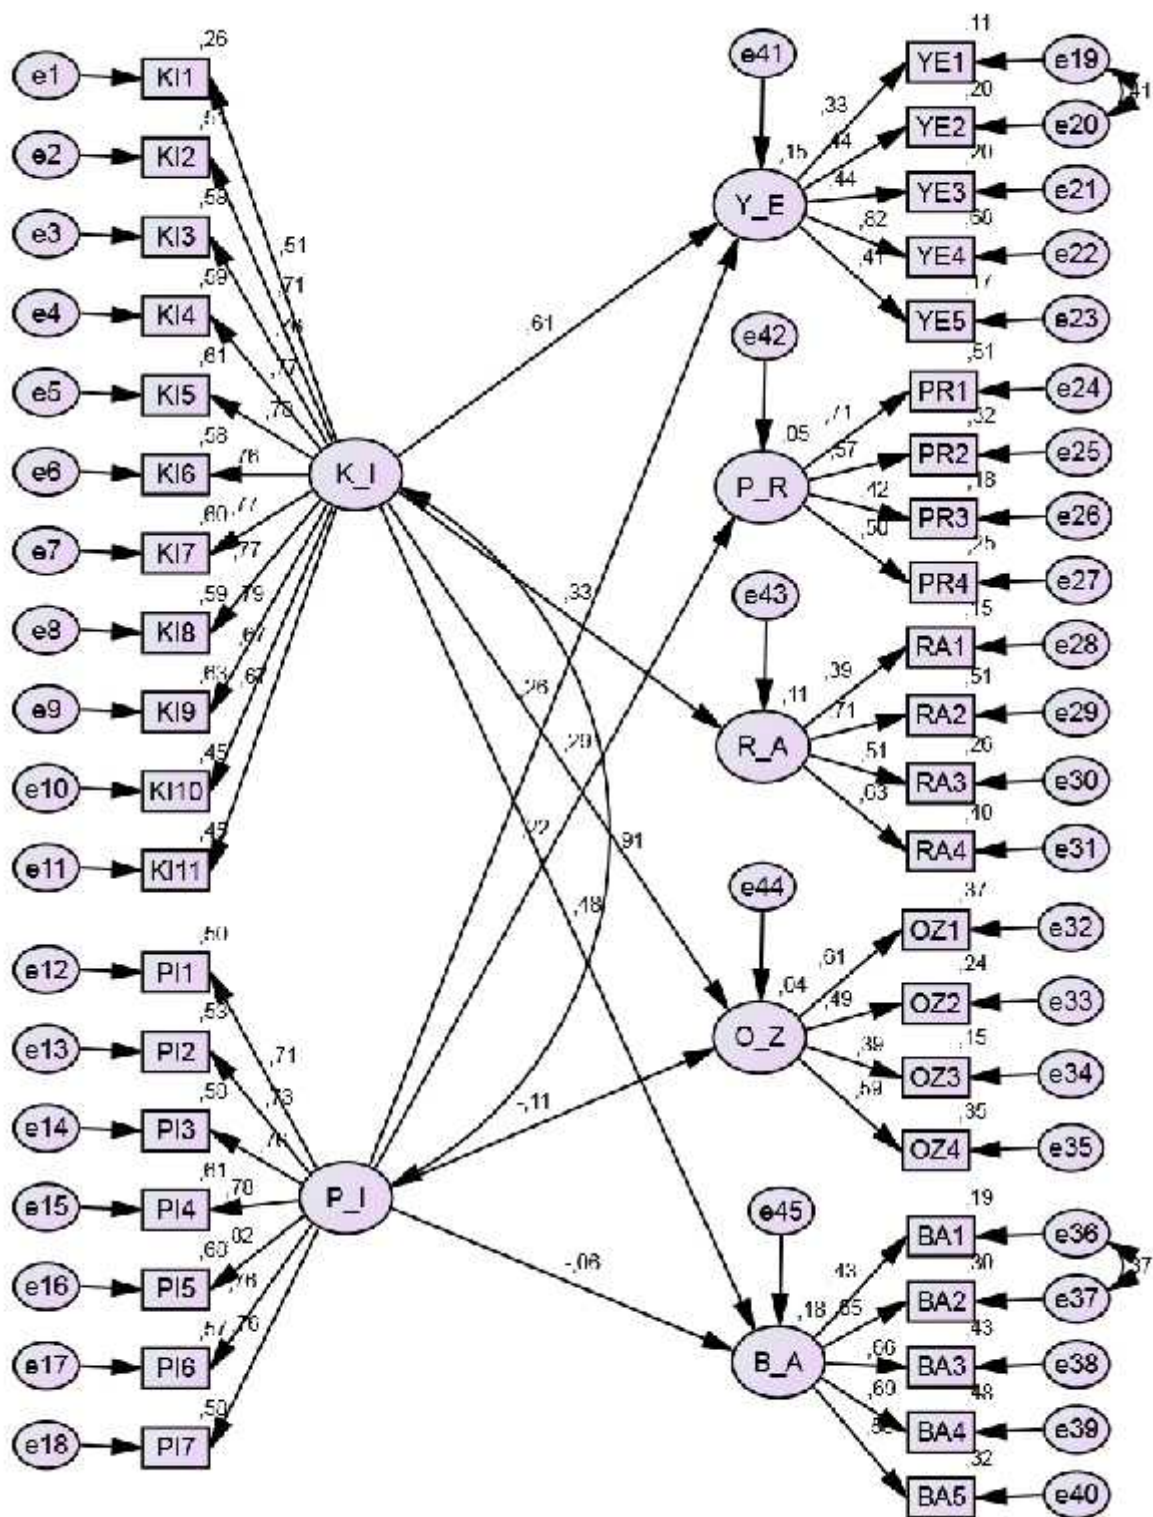 ,26
e1 KI1
,51
e2 KI2
,58
e3 KI3
,51
,71
,59
e4 KI4
,77
,61
e5 KI5
,78
,58
e6 KI6
,76
K_I
,60 ,77
e7 KI7
,77
,59 ,79
e8 KI8
,67
,63 ,67
e9 KI9
,45
e10 KI10
,45
e11 KI11
,50
e12 PI1
,53
e13 PI2
,71
,73
e14 PI3
,76
,61 ,78
e15 PI4
P_I
e16 PI5
,76
,57 ,76
e17 PI6
e18 PI7
,61
,33
,26
,29
,22
,91
,48
-,11
-,06
e41
,15
Y_E
,11
YE1 e19
,33
,20 ,41
YE2 e20
,44
,20
YE3 e21
,44
YE4 e22
,82
,17
YE5 e23
,41
e42
,05
P_R
,51
PR1 e24
,71
,32
PR2 e25
,57
,18
PR3 e26
,42
,25
PR4 e27
,50
e43
,11
R_A
,15
RA1 e28
,39
,51
RA2 e29
,71
,26
RA3 e30
,51
,40
RA4 e31
,63
e44
,04
O_Z
,37
OZ1 e32
,61
,24
OZ2 e33
,49
,15
OZ3 e34
,39
,35
OZ4 e35
,59
e45
,18
B_A
,19
BA1 e36
,43
,30 ,37
BA2 e37
,43
BA3 e38
,66
,48
BA4 e39
,69
,32
BA5 e40